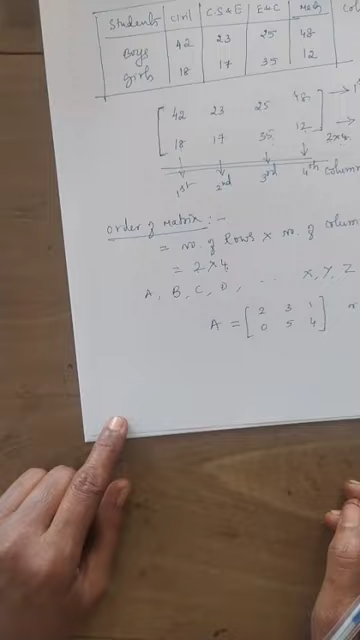 Students Civil C.S & E E & C Mech
Boys 42 23 25 48
Girls 18 17 35 12
42 23 25 48 → 1st
18 17 35 12 →
2×4
1st 2nd 3rd 4th column
Order of Matrix :-
= no. of Rows × no. of column
= 2 × 4
A, B, C, D, ... X, Y, Z
A = [ 2 3 1
0 5 4 ]